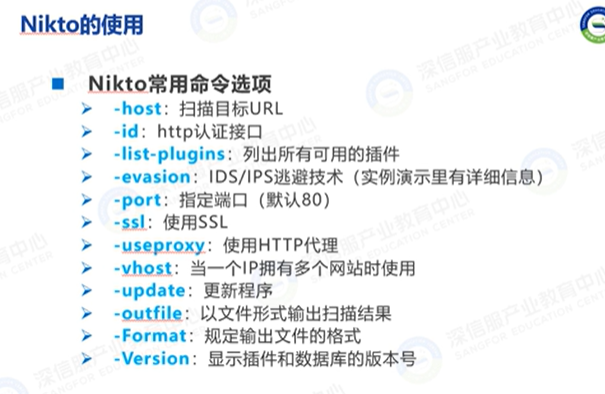 Nikto的使用
Nikto常用命令选项
-host：扫描目标URL
-id：http认证接口
-list-plugins：列出所有可用的插件
-evasion：IDS/IPS逃避技术（实例演示里有详细信息）
-port：指定端口（默认80）
-ssl：使用SSL
-useproxy：使用HTTP代理
-vhost：当一个IP拥有多个网站时使用
-update：更新程序
-outfile：以文件形式输出扫描结果
-Format：规定输出文件的格式
-Version：显示插件和数据库的版本号
深信服产业教育中心
SANGFOR EDUCATION CENTER